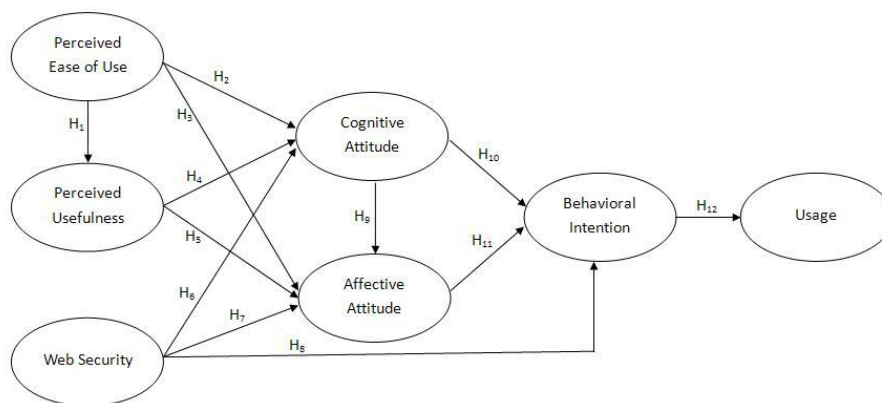 Perceived
Ease of Use
H₂
H₃
Cognitive
Attitude
H₁
H₁₀
H₄
Perceived
Usefulness
Behavioral
Intention
H₁₂
Usage
H₉
H₅
H₁₁
Affective
Attitude
H₆
H₇
Web Security
H₈